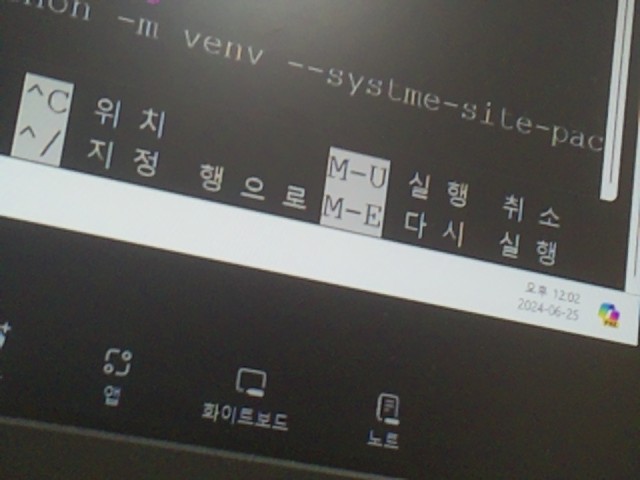 -m venv --systme-site-pac
^C 위치 M-U 실행 취소
^/ 지정 행으로 M-E 다시 실행
오후 12:02
2024-06-25
앱 화이트보드 노트